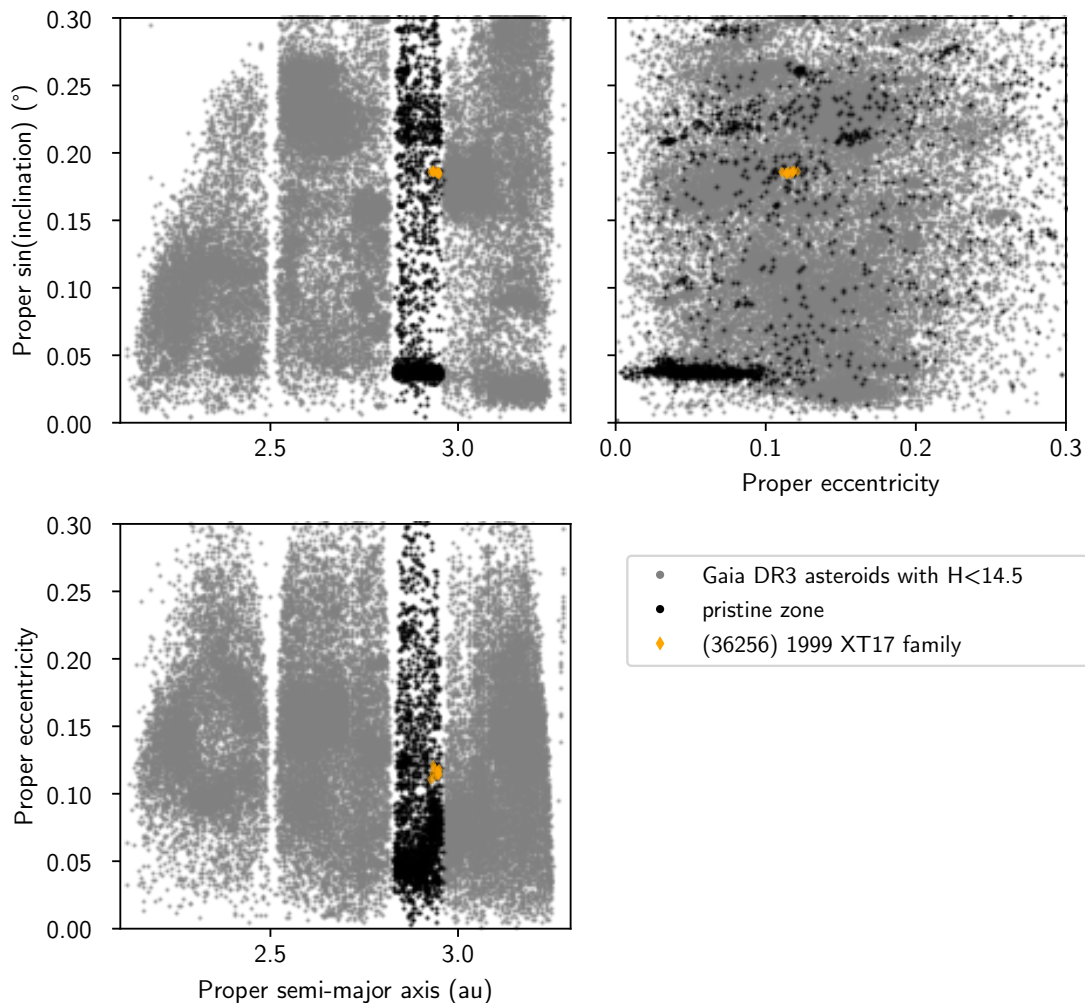 0.30
0.25
0.20
0.15
0.10
0.05
0.00
Proper sin(inclination) (°)
2.5 3.0
0.0 0.1 0.2 0.3
Proper eccentricity
0.30
0.25
0.20
0.15
0.10
0.05
0.00
Proper eccentricity
2.5 3.0
Proper semi-major axis (au)
Gaia DR3 asteroids with H<14.5
pristine zone
(36256) 1999 XT17 family